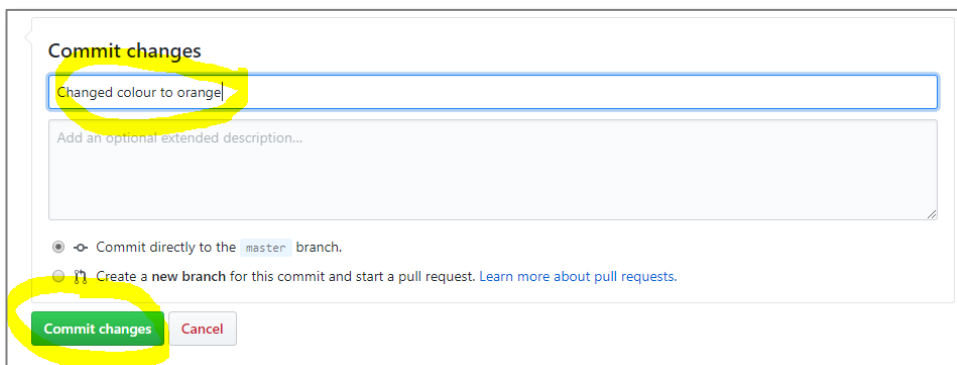 Commit changes
Changed colour to orange
Add an optional extended description...
Commit directly to the master branch.
Create a new branch for this commit and start a pull request. Learn more about pull requests.
Commit changes Cancel